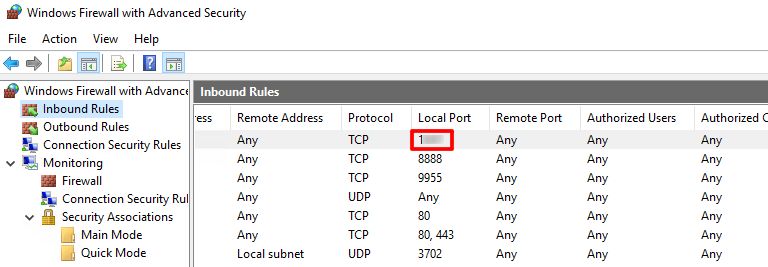 Windows Firewall with Advanced Security
File Action View Help
Windows Firewall with Advance
Inbound Rules
Outbound Rules
Connection Security Rules
Monitoring
Firewall
Connection Security Rul
Security Associations
Main Mode
Quick Mode
Inbound Rules
ress Remote Address Protocol Local Port Remote Port Authorized Users Authorized C
Any TCP 1 Any Any Any
Any TCP 8888 Any Any Any
Any TCP 9955 Any Any Any
Any UDP Any Any Any Any
Any TCP 80 Any Any Any
Any TCP 80, 443 Any Any Any
Local subnet UDP 3702 Any Any Any